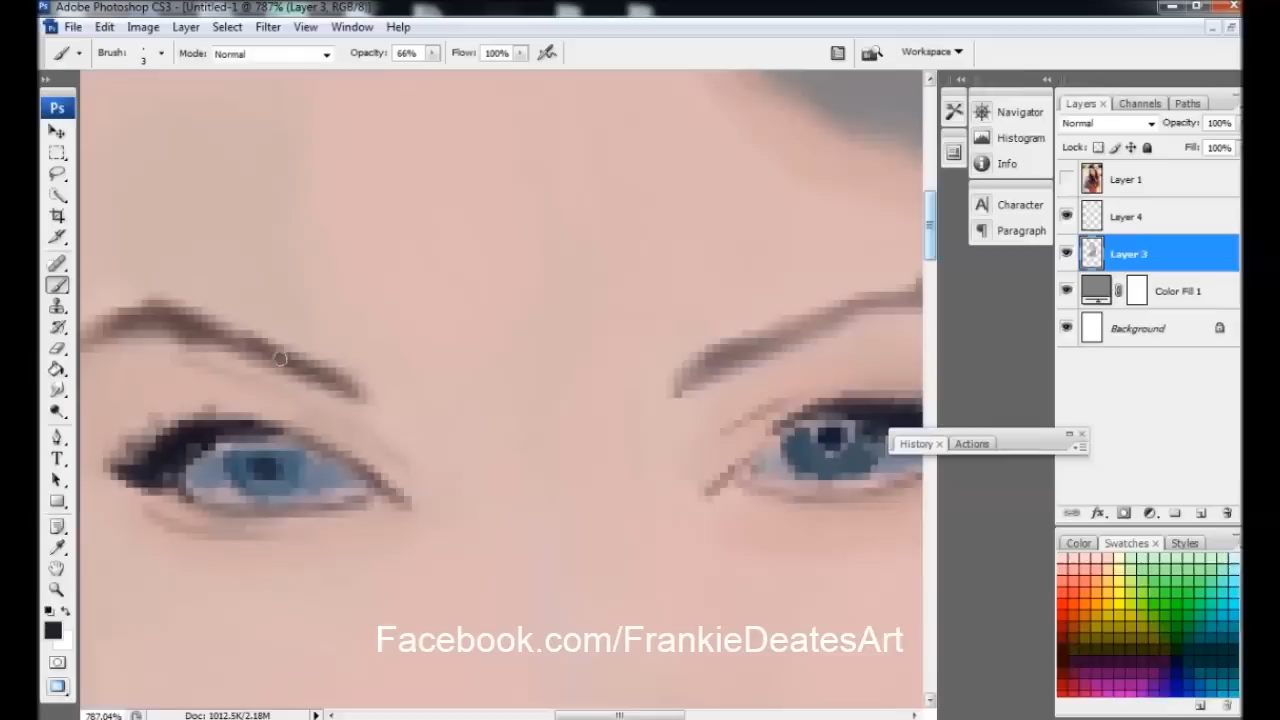 Adobe Photoshop CS3 - [Untitled-1 @ 787% (Layer 3, RGB/8)]
File Edit Image Layer Select Filter View Window Help
Brush: 3 Mode: Normal Opacity: 66% Flow: 100% Workspace
Ps
Navigator
Histogram
Info
Character
Paragraph
Layers Channels Paths
Normal Opacity: 100%
Lock: Fill: 100%
Layer 1
Layer 4
Layer 3
Color Fill 1
Background
History Actions
Color Swatches Styles
Facebook.com/FrankieDeatesArt
787.04% Doc: 1012.5K/2.18M